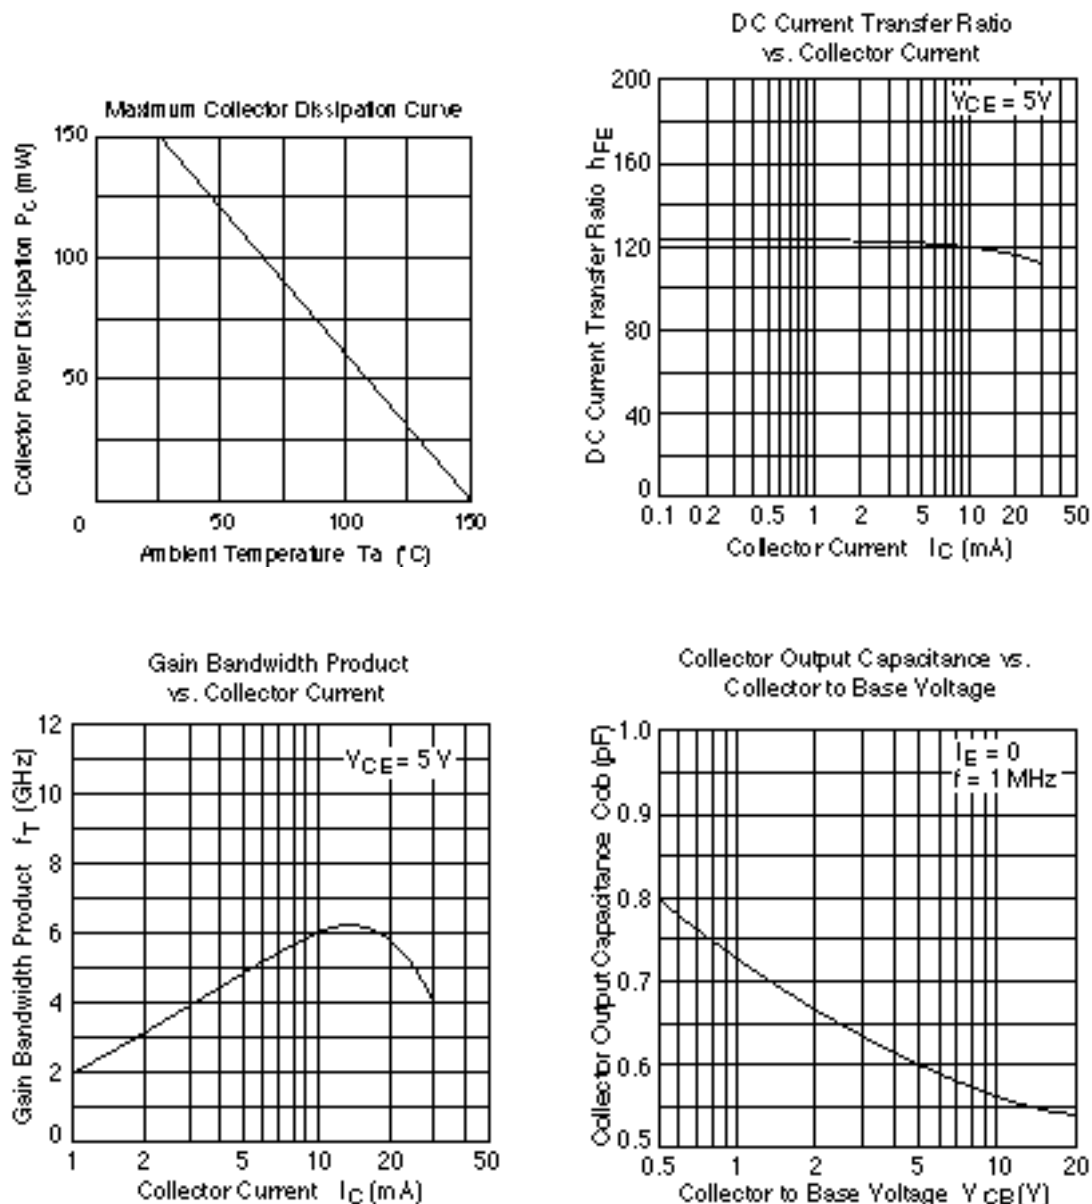 Maximum Collector Dissipation Curve
Collector Power Dissipation PC (mW)
150
100
50
0
50
100
150
Ambient Temperature Ta (°C)
DC Current Transfer Ratio
vs. Collector Current
DC Current Transfer Ratio hFE
200
160
120
80
40
0
VCE = 5V
0.1 0.2 0.5 1 2 5 10 20 50
Collector Current IC (mA)
Gain Bandwidth Product
vs. Collector Current
Gain Bandwidth Product fT (GHz)
12
10
8
6
4
2
0
VCE = 5 V
1 2 5 10 20 50
Collector Current IC (mA)
Collector Output Capacitance vs.
Collector to Base Voltage
Collector Output Capacitance Cob (pF)
1.0
0.9
0.8
0.7
0.6
0.5
IE = 0
f = 1 MHz
0.5 1 2 5 10 20
Collector to Base Voltage VCB (V)